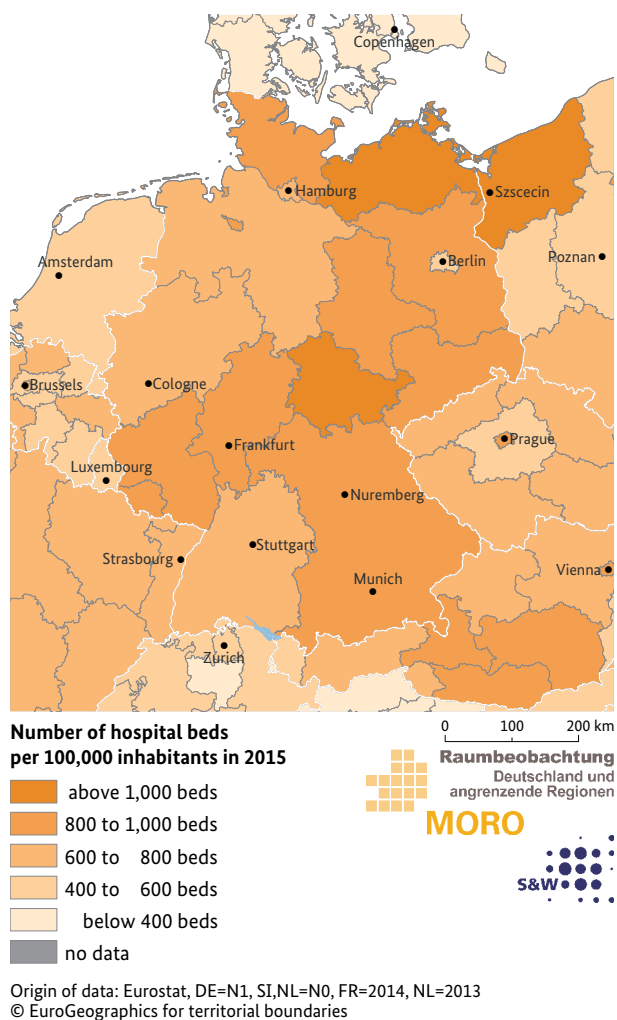 Copenhagen
Hamburg
Szscecin
Amsterdam
Berlin
Poznan
Brussels
Cologne
Frankfurt
Prague
Luxembourg
Nuremberg
Strasbourg
Stuttgart
Vienna
Munich
Zurich
Number of hospital beds
per 100,000 inhabitants in 2015
0 100 200 km
above 1,000 beds
800 to 1,000 beds
600 to 800 beds
400 to 600 beds
below 400 beds
no data
Raumbeobachtung
Deutschland und
angrenzende Regionen
MORO
S&W
Origin of data: Eurostat, DE=N1, SI,NL=N0, FR=2014, NL=2013
© EuroGeographics for territorial boundaries